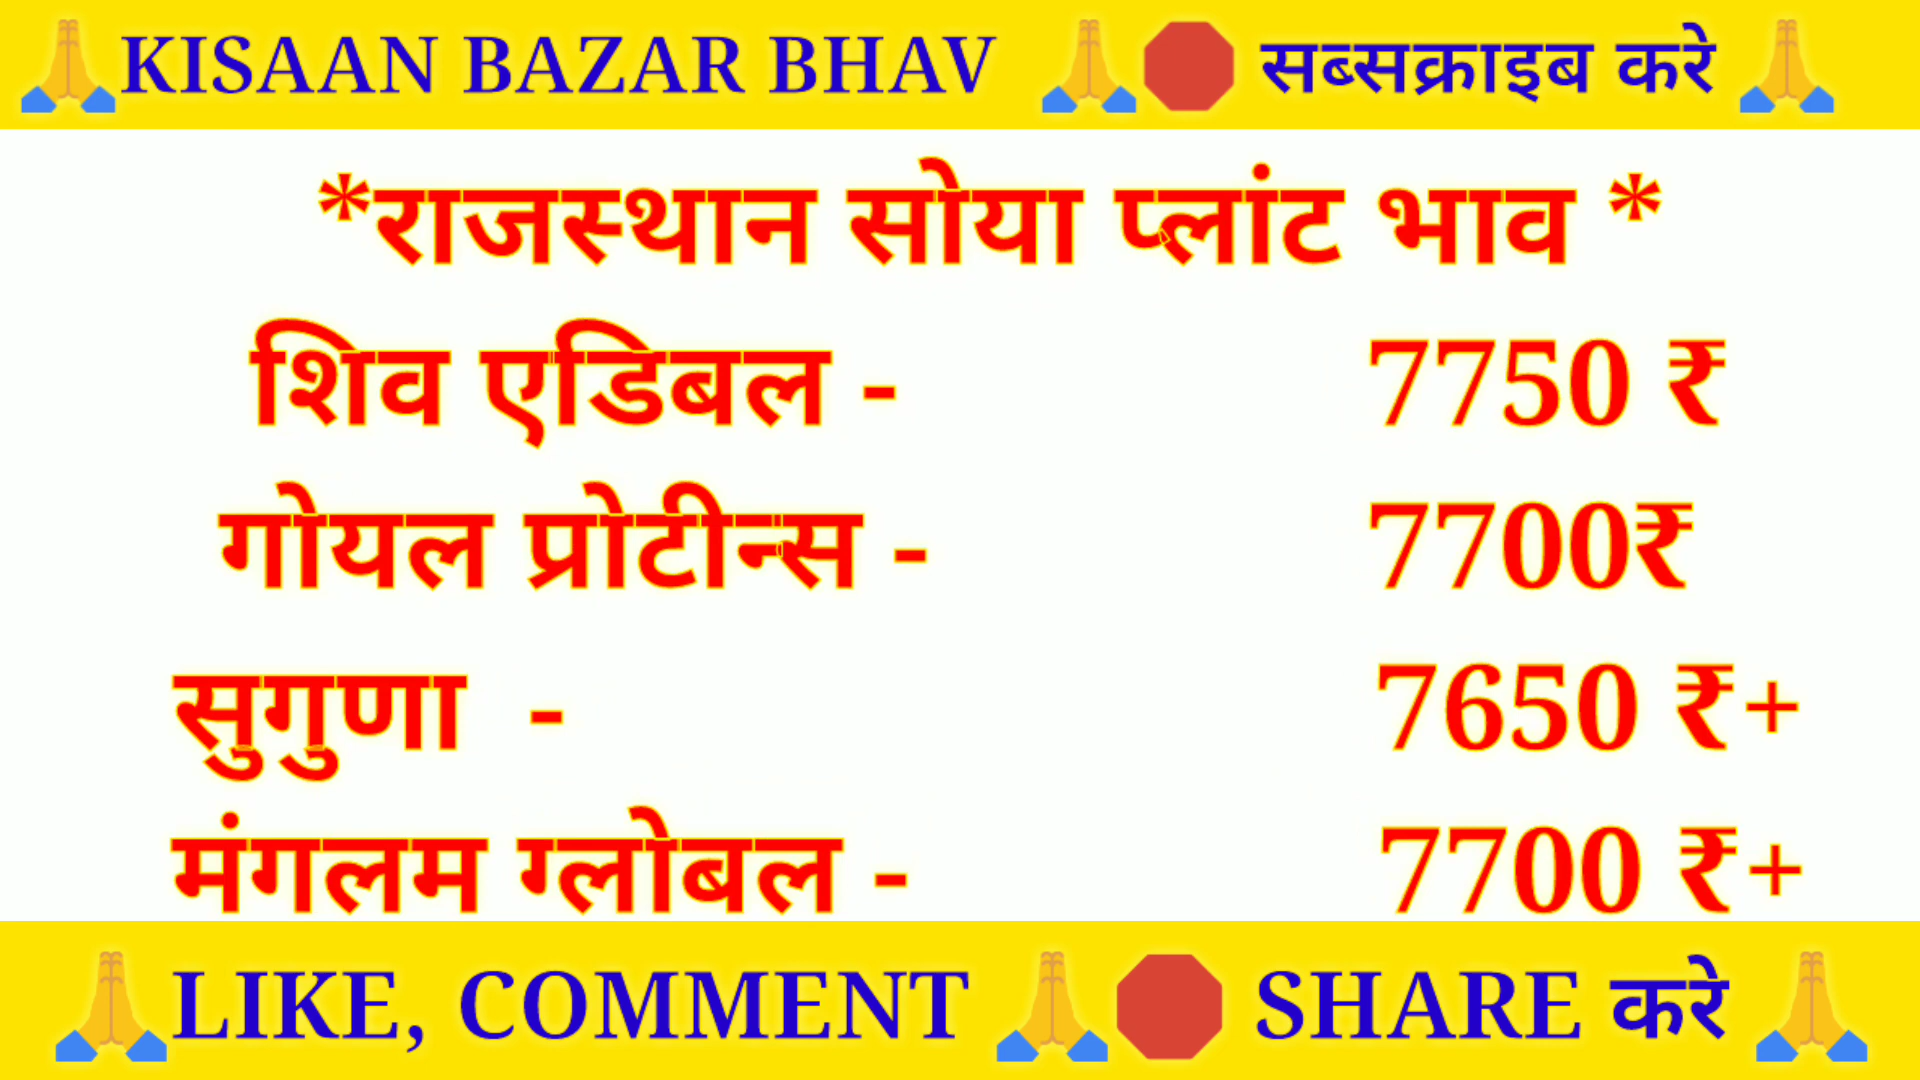 🙏KISAAN BAZAR BHAV 🙏🛑 सब्सक्राइब करे 🙏
*राजस्थान सोया प्लांट भाव *
शिव एडिबल - 7750 ₹
गोयल प्रोटीन्स - 7700₹
सुगुणा - 7650 ₹+
मंगलम ग्लोबल - 7700 ₹+
🙏LIKE, COMMENT 🙏🛑 SHARE करे 🙏